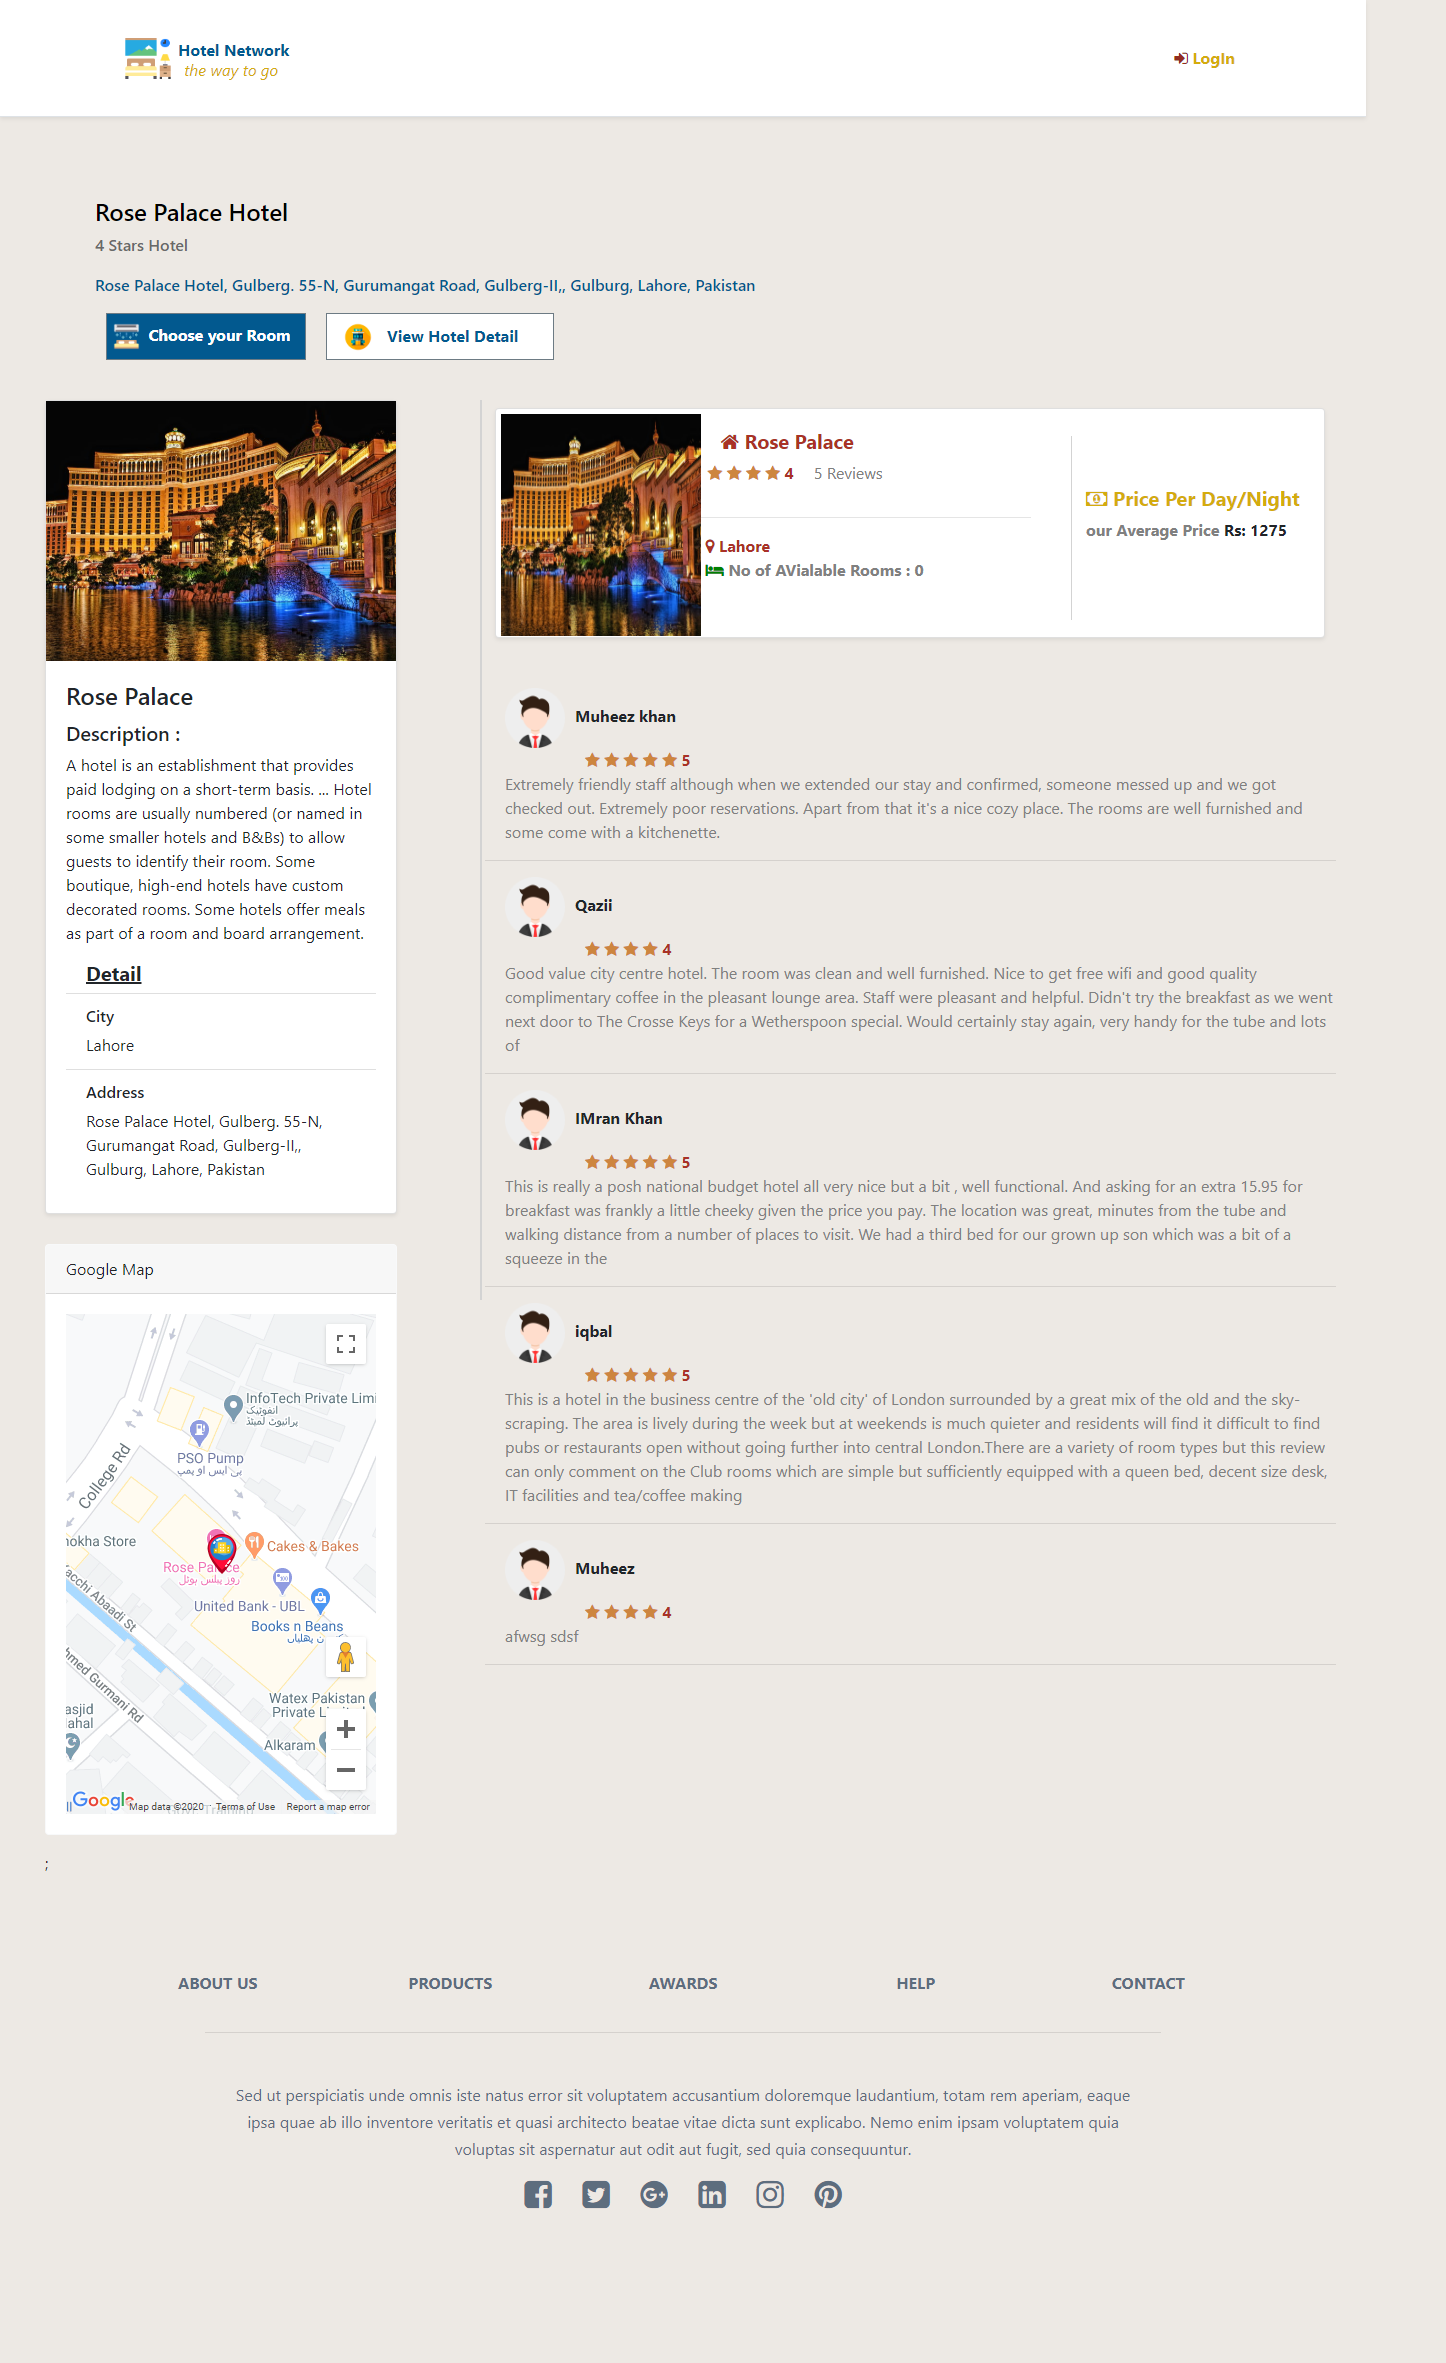 Hotel Network
the way to go
LogIn
Rose Palace Hotel
4 Stars Hotel
Rose Palace Hotel, Gulberg. 55-N, Gurumangat Road, Gulberg-II,, Gulburg, Lahore, Pakistan
Choose your Room
View Hotel Detail
Rose Palace
Description :
A hotel is an establishment that provides
paid lodging on a short-term basis. ... Hotel
rooms are usually numbered (or named in
some smaller hotels and B&Bs) to allow
guests to identify their room. Some
boutique, high-end hotels have custom
decorated rooms. Some hotels offer meals
as part of a room and board arrangement.
Detail
City
Lahore
Address
Rose Palace Hotel, Gulberg. 55-N,
Gurumangat Road, Gulberg-II,,
Gulburg, Lahore, Pakistan
Google Map
InfoTech Private Limi
انفوٹیک
پرائیوٹ لمیٹڈ
PSO Pump
پی ایس او پمپ
College Rd
nokha Store
Cakes & Bakes
Rose Palace
روز پیلس ہوٹل
United Bank - UBL
Books n Beans
acchi Abaadi St
hmed Gurmani Rd
Watex Pakistan
Private Limited
asjid
ahal
Alkaram
Google
Map data ©2020
Terms of Use
Report a map error
;
Rose Palace
4 5 Reviews
Lahore
No of AVialable Rooms : 0
Price Per Day/Night
our Average Price Rs: 1275
Muheez khan
5
Extremely friendly staff although when we extended our stay and confirmed, someone messed up and we got
checked out. Extremely poor reservations. Apart from that it's a nice cozy place. The rooms are well furnished and
some come with a kitchenette.
Qazii
4
Good value city centre hotel. The room was clean and well furnished. Nice to get free wifi and good quality
complimentary coffee in the pleasant lounge area. Staff were pleasant and helpful. Didn't try the breakfast as we went
next door to The Crosse Keys for a Wetherspoon special. Would certainly stay again, very handy for the tube and lots
of
IMran Khan
5
This is really a posh national budget hotel all very nice but a bit , well functional. And asking for an extra 15.95 for
breakfast was frankly a little cheeky given the price you pay. The location was great, minutes from the tube and
walking distance from a number of places to visit. We had a third bed for our grown up son which was a bit of a
squeeze in the
iqbal
5
This is a hotel in the business centre of the 'old city' of London surrounded by a great mix of the old and the sky-
scraping. The area is lively during the week but at weekends is much quieter and residents will find it difficult to find
pubs or restaurants open without going further into central London.There are a variety of room types but this review
can only comment on the Club rooms which are simple but sufficiently equipped with a queen bed, decent size desk,
IT facilities and tea/coffee making
Muheez
4
afwsg sdsf
ABOUT US
PRODUCTS
AWARDS
HELP
CONTACT
Sed ut perspiciatis unde omnis iste natus error sit voluptatem accusantium doloremque laudantium, totam rem aperiam, eaque
ipsa quae ab illo inventore veritatis et quasi architecto beatae vitae dicta sunt explicabo. Nemo enim ipsam voluptatem quia
voluptas sit aspernatur aut odit aut fugit, sed quia consequuntur.